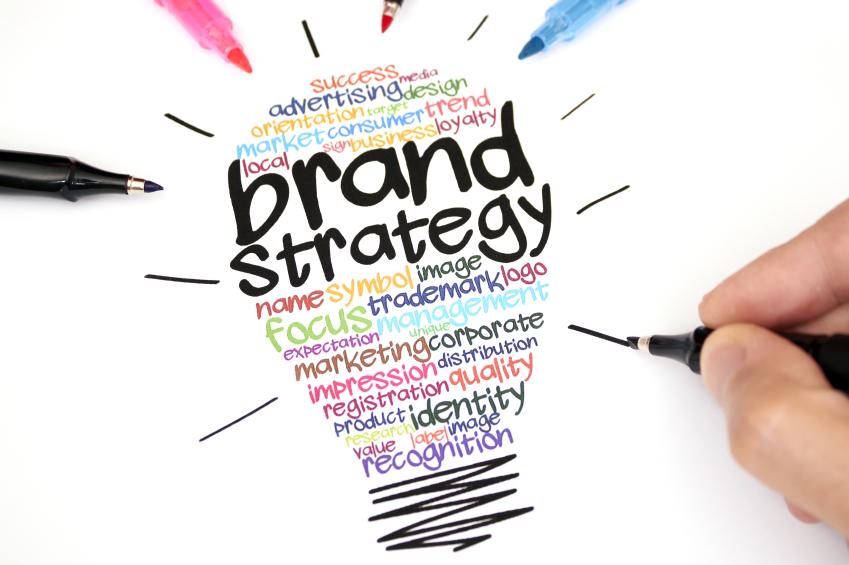 success media
advertising design
orientation target trend
market consumer loyalty
local sign business
brand
strategy
name symbol image
trademark logo
focus management
expectation unique corporate
marketing distribution
impression quality
registration identity
product image
research label
value
recognition